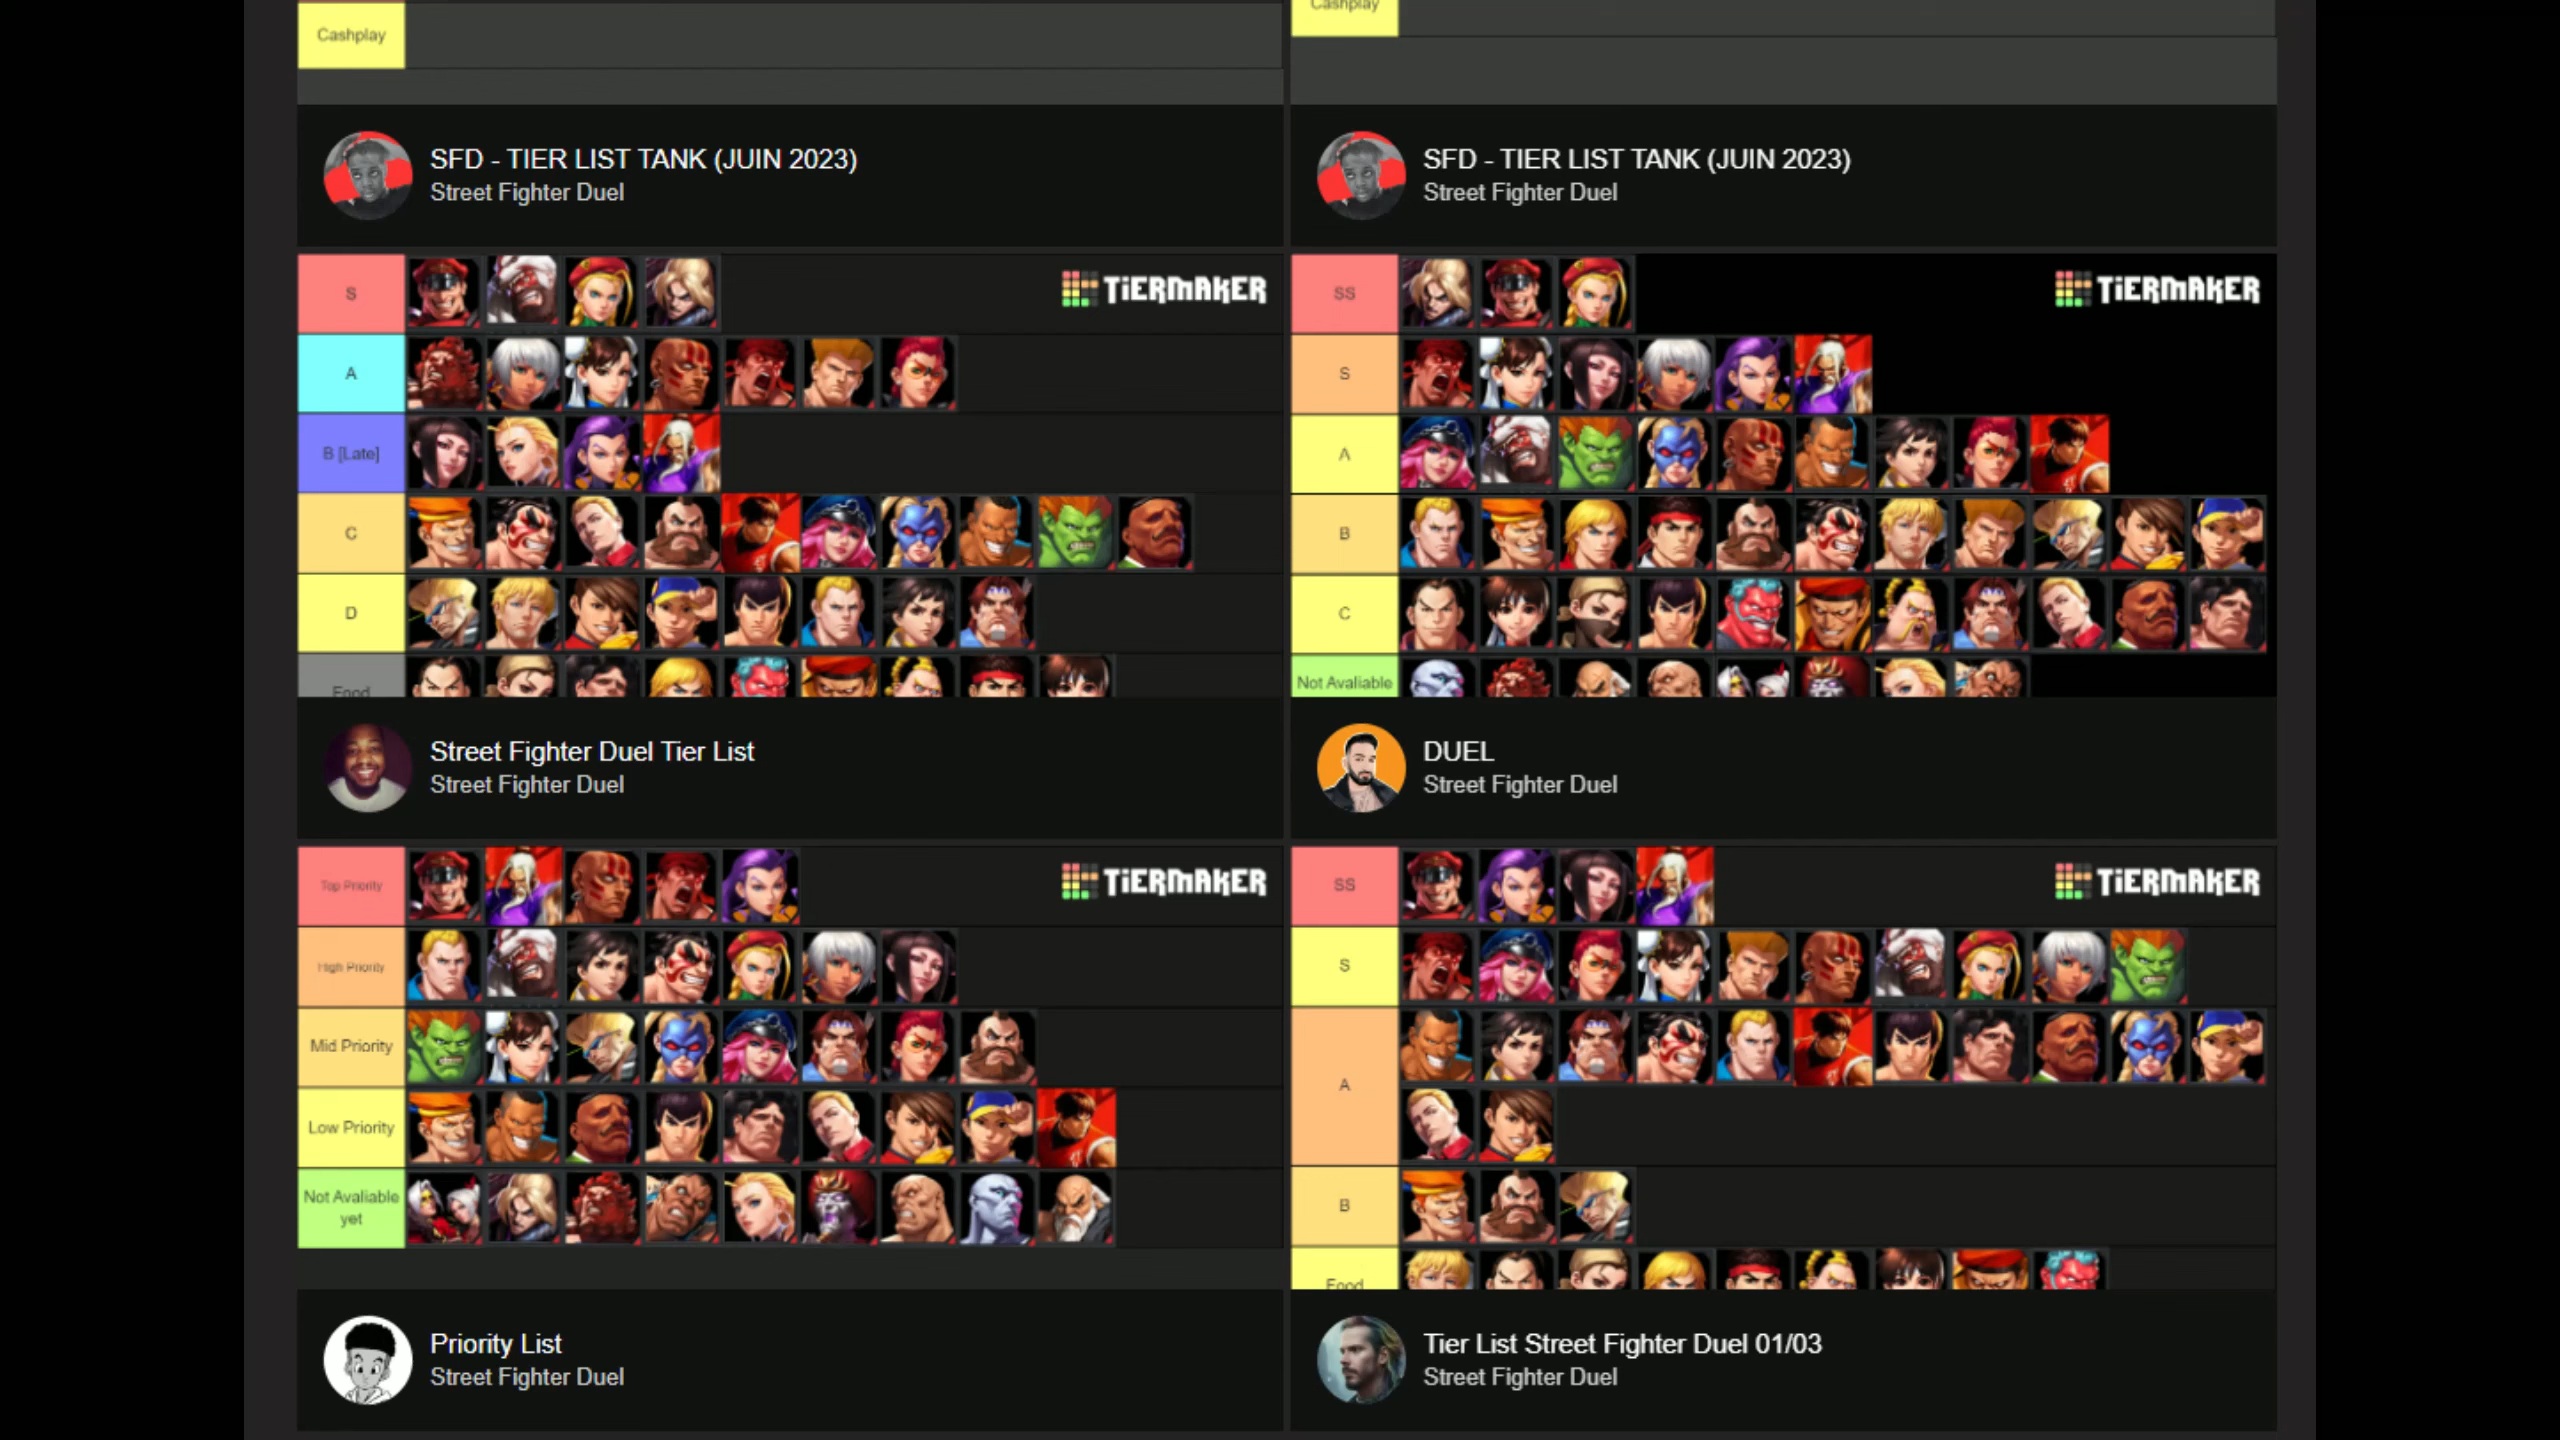 Cashplay
Cashplay
SFD - TIER LIST TANK (JUIN 2023)
Street Fighter Duel
SFD - TIER LIST TANK (JUIN 2023)
Street Fighter Duel
S
TiERMAKER
A
B [Late]
C
D
Food
Street Fighter Duel Tier List
Street Fighter Duel
SS
TiERMAKER
S
A
B
C
Not Avaliable
DUEL
Street Fighter Duel
Top Priority
TiERMAKER
High Priority
Mid Priority
Low Priority
Not Avaliable
yet
Priority List
Street Fighter Duel
SS
TiERMAKER
S
A
B
Food
Tier List Street Fighter Duel 01/03
Street Fighter Duel